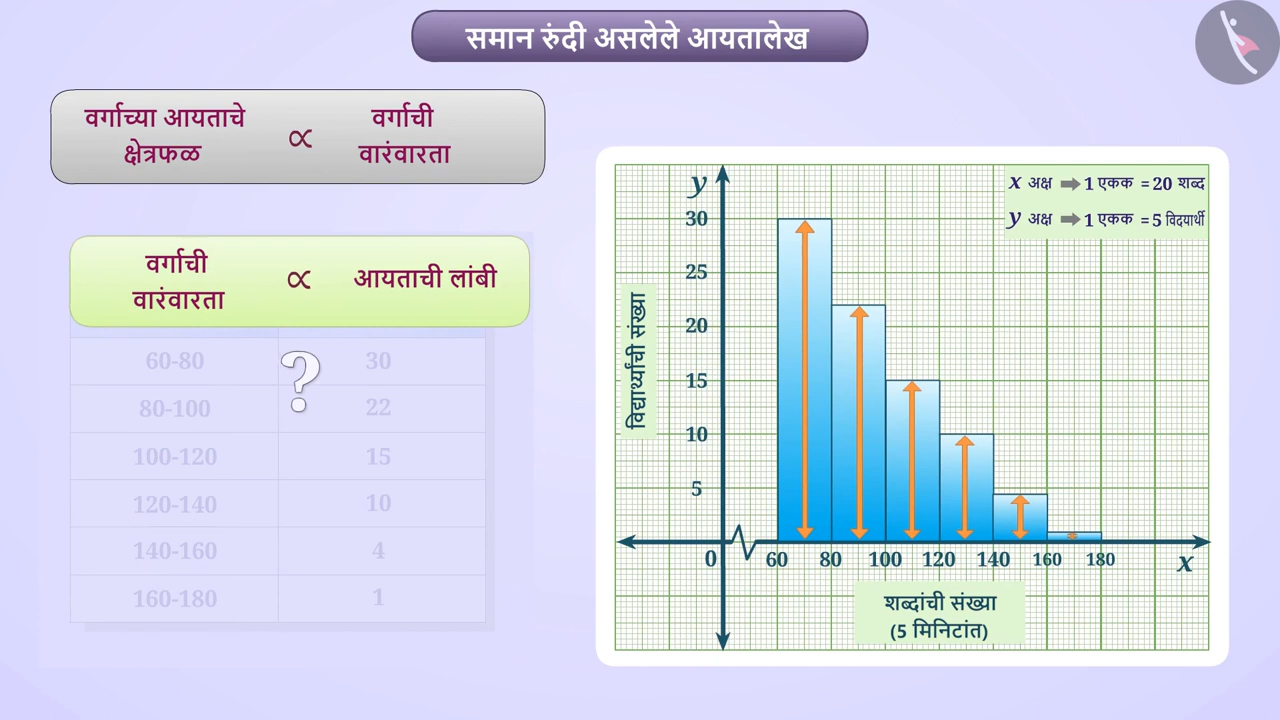 समान रुंदी असलेले आयतालेख
वर्गाच्या आयताचे क्षेत्रफळ ∝ वर्गाची वारंवारता
वर्गाची वारंवारता ∝ आयताची लांबी
?
60-80 30
80-100 22
100-120 15
120-140 10
140-160 4
160-180 1
x अक्ष 1 एकक = 20 शब्द
y अक्ष 1 एकक = 5 विदयार्थी
y
30
25
20
15
10
5
विद्यार्थ्यांची संख्या
0 60 80 100 120 140 160 180 x
शब्दांची संख्या
(5 मिनिटांत)